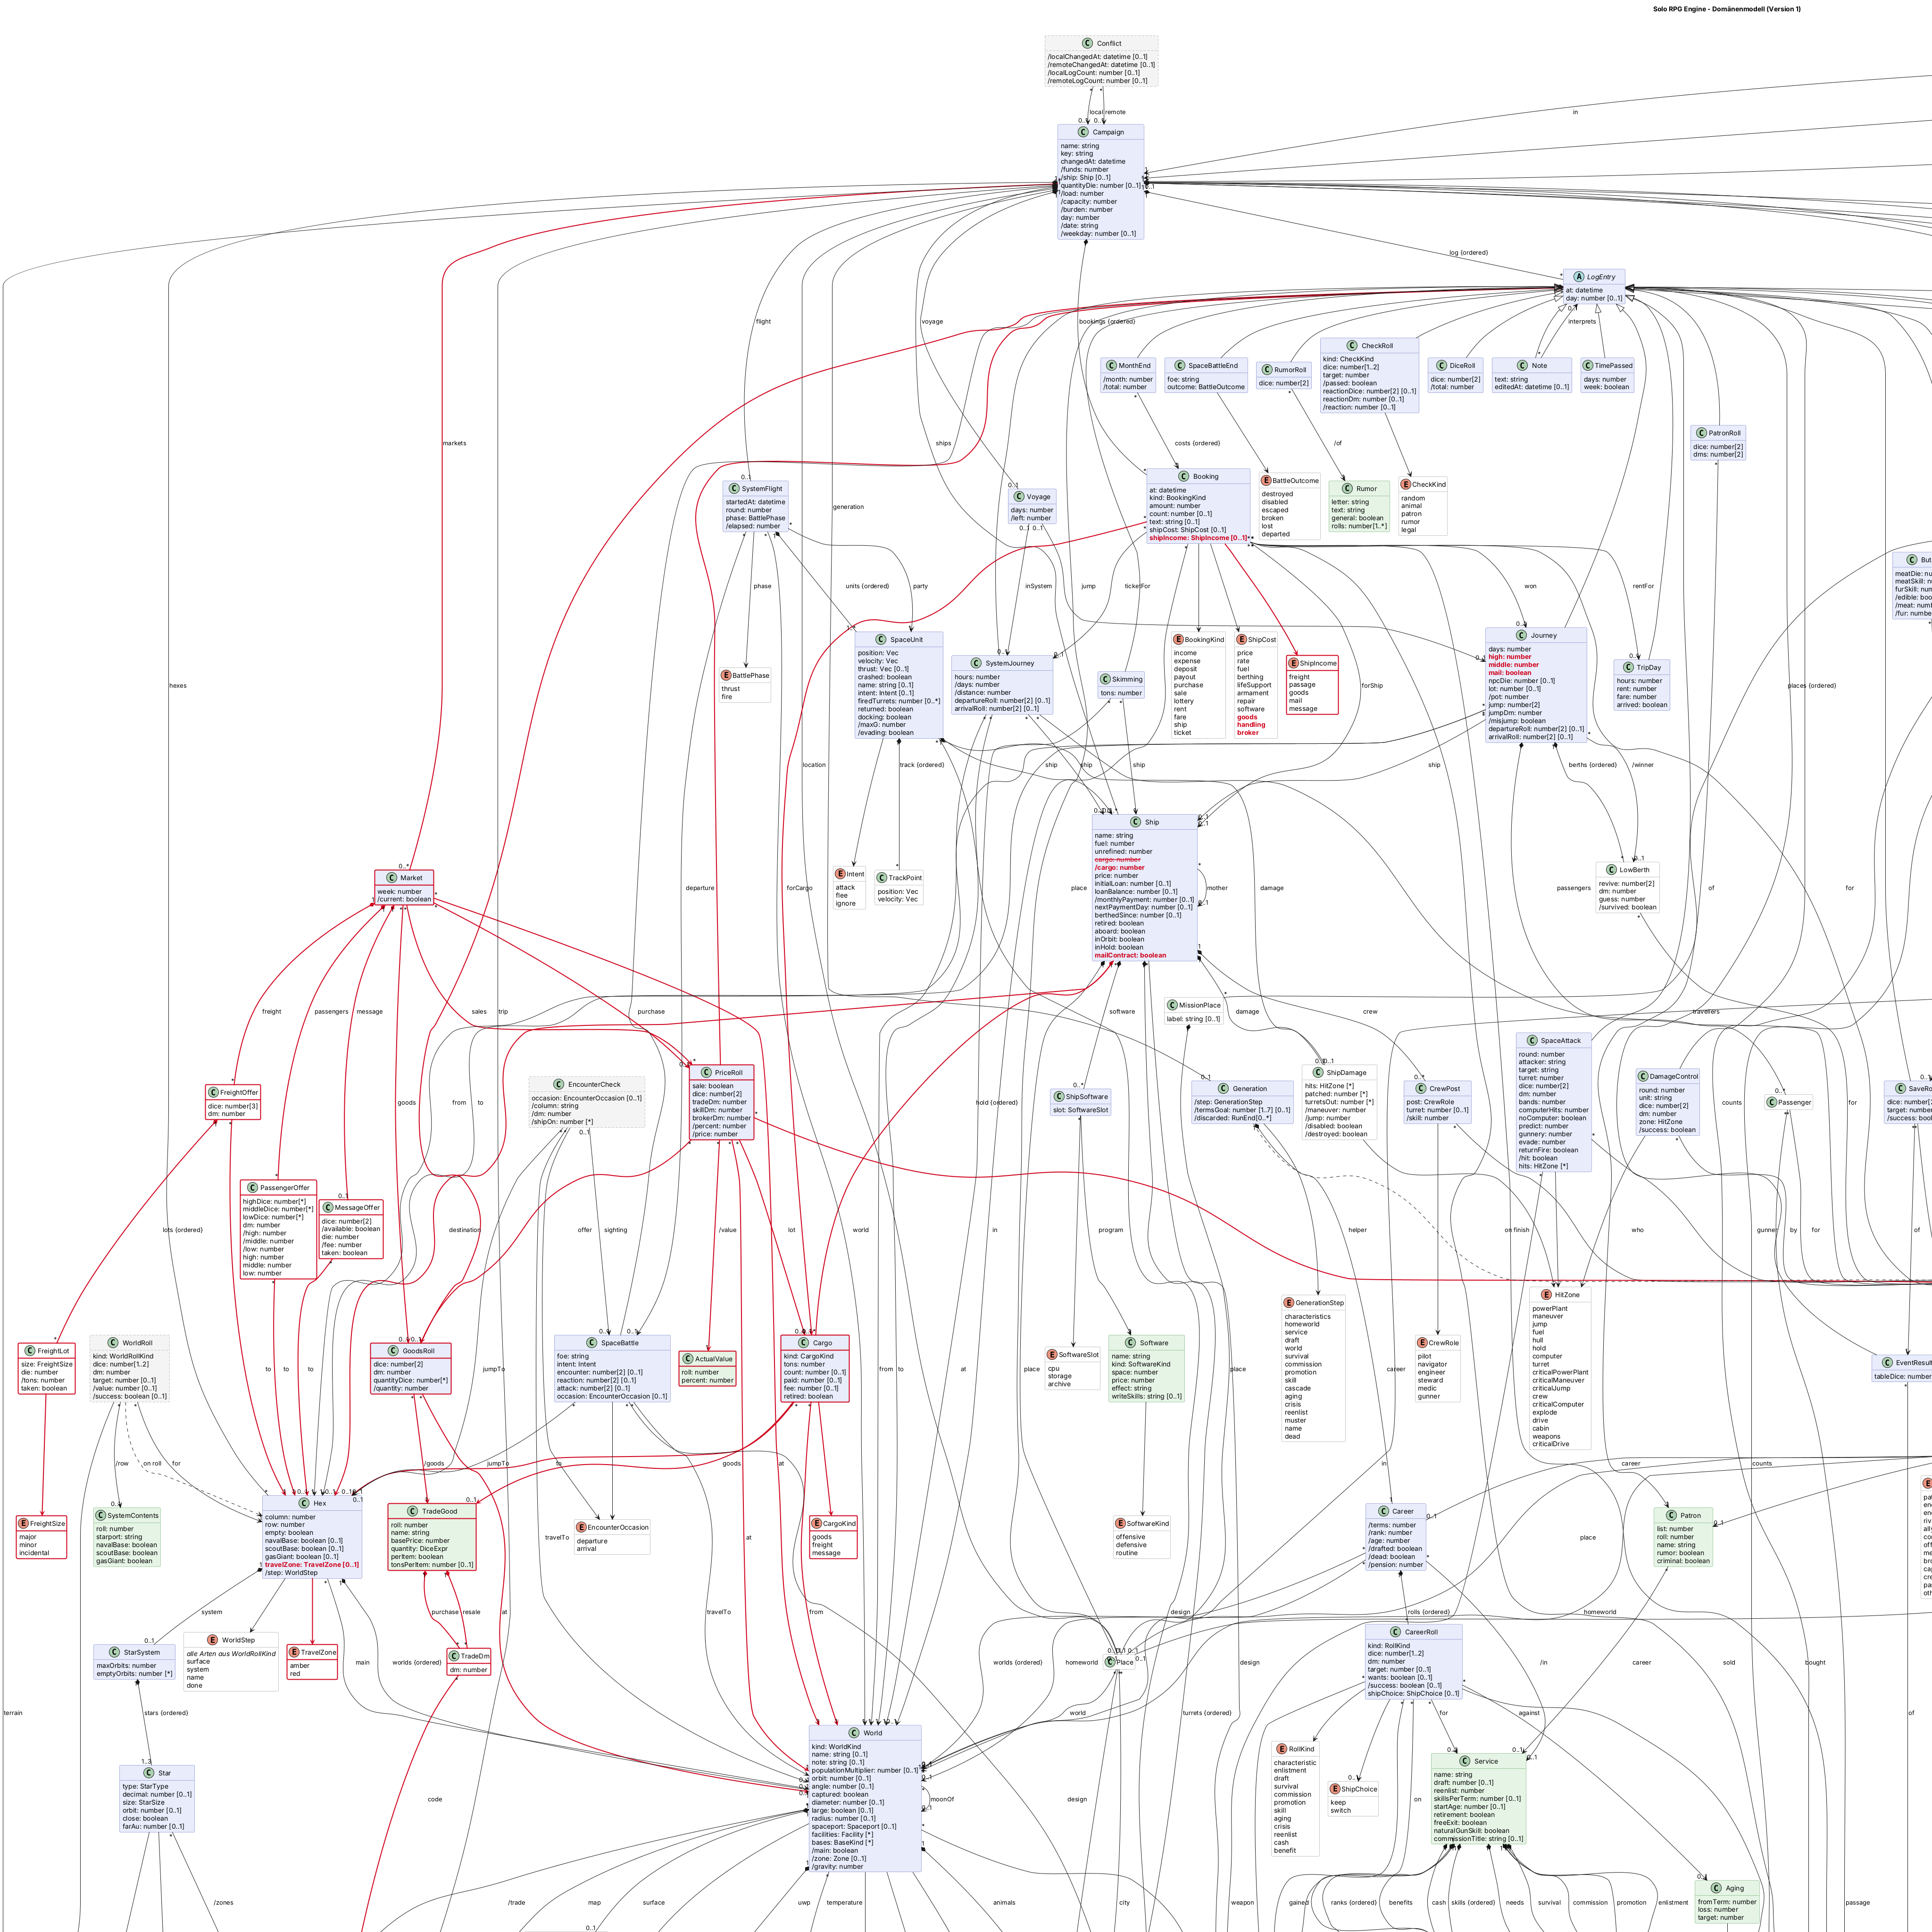 Solo RPG Engine - Domänenmodell (Version 1)
Conflict
/localChangedAt: datetime [0..1]
/remoteChangedAt: datetime [0..1]
/localLogCount: number [0..1]
/remoteLogCount: number [0..1]
local
remote
in
Campaign
name: string
key: string
changedAt: datetime
/funds: number
/ship: Ship [0..1]
quantityDie: number [0..1]
/load: number
/capacity: number
/burden: number
day: number
/date: string
/weekday: number [0..1]
log {ordered}
LogEntry
at: datetime
day: number [0..1]
flight
voyage
bookings {ordered}
interprets
MonthEnd
/month: number
/total: number
SpaceBattleEnd
foe: string
outcome: BattleOutcome
RumorRoll
dice: number[2]
CheckRoll
kind: CheckKind
dice: number[1..2]
target: number
/passed: boolean
reactionDice: number[2] [0..1]
reactionDm: number [0..1]
/reaction: number [0..1]
DiceRoll
dice: number[2]
/total: number
Note
text: string
editedAt: datetime [0..1]
TimePassed
days: number
week: boolean
PatronRoll
dice: number[2]
dms: number[2]
markets
ships
costs {ordered}
/of
SystemFlight
startedAt: datetime
round: number
phase: BattlePhase
/elapsed: number
Voyage
days: number
/left: number
generation
Booking
at: datetime
kind: BookingKind
amount: number
count: number [0..1]
text: string [0..1]
shipCost: ShipCost [0..1]
shipIncome: ShipIncome [0..1]
BattleOutcome
destroyed
disabled
escaped
broken
lost
departed
Rumor
letter: string
text: string
general: boolean
rolls: number[1..*]
CheckKind
random
animal
patron
rumor
legal
phase
units {ordered}
party
inSystem
jump
ticketFor
won
rentFor
SpaceUnit
position: Vec
velocity: Vec
thrust: Vec [0..1]
crashed: boolean
name: string [0..1]
intent: Intent [0..1]
firedTurrets: number [0..*]
returned: boolean
docking: boolean
/maxG: number
/evading: boolean
BattlePhase
thrust
fire
SystemJourney
hours: number
/days: number
/distance: number
departureRoll: number[2] [0..1]
arrivalRoll: number[2] [0..1]
Skimming
tons: number
BookingKind
income
expense
deposit
payout
purchase
sale
lottery
rent
fare
ship
ticket
ShipCost
price
rate
fuel
berthing
lifeSupport
armament
repair
software
goods
handling
broker
ShipIncome
freight
passage
goods
mail
message
forShip
Journey
days: number
high: number
middle: number
mail: boolean
npcDie: number [0..1]
lot: number [0..1]
/pot: number
jump: number[2]
jumpDm: number
/misjump: boolean
departureRoll: number[2] [0..1]
arrivalRoll: number[2] [0..1]
TripDay
hours: number
rent: number
fare: number
arrived: boolean
hexes
places {ordered}
track {ordered}
location
ship
ship
ship
ship
berths {ordered}
/winner
Ship
name: string
fuel: number
unrefined: number
cargo: number
/cargo: number
price: number
initialLoan: number [0..1]
loanBalance: number [0..1]
/monthlyPayment: number [0..1]
nextPaymentDay: number [0..1]
berthedSince: number [0..1]
retired: boolean
aboard: boolean
inOrbit: boolean
inHold: boolean
mailContract: boolean
mother
Market
week: number
/current: boolean
Intent
attack
flee
ignore
TrackPoint
position: Vec
velocity: Vec
departure
forCargo
place
damage
passengers
LowBerth
revive: number[2]
dm: number
guess: number
/survived: boolean
of
for
freight
passengers
message
sales
trip
purchase
software
MissionPlace
label: string [0..1]
damage
crew
travellers
SpaceAttack
round: number
attacker: string
target: string
turret: number
dice: number[2]
dm: number
bands: number
computerHits: number
noComputer: boolean
predict: number
gunnery: number
evade: number
returnFire: boolean
/hit: boolean
hits: HitZone [*]
FreightOffer
dice: number[3]
dm: number
goods
from
to
EncounterCheck
occasion: EncounterOccasion [0..1]
/column: string
/dm: number
/shipOn: number [*]
PriceRoll
sale: boolean
dice: number[2]
tradeDm: number
skillDm: number
brokerDm: number
/percent: number
/price: number
hold {ordered}
ShipSoftware
slot: SoftwareSlot
Generation
/step: GenerationStep
/termsGoal: number [1..7] [0..1]
/discarded: RunEnd[0..*]
ShipDamage
hits: HitZone [*]
patched: number [*]
turretsOut: number [*]
/maneuver: number
/jump: number
/disabled: boolean
/destroyed: boolean
CrewPost
post: CrewRole
turret: number [0..1]
/skill: number
DamageControl
round: number
unit: string
dice: number[2]
dm: number
zone: HitZone
/success: boolean
counts
Passenger
for
PassengerOffer
highDice: number[*]
middleDice: number[*]
lowDice: number[*]
dm: number
/high: number
/middle: number
/low: number
high: number
middle: number
low: number
MessageOffer
dice: number[2]
/available: boolean
die: number
/fee: number
taken: boolean
lots {ordered}
destination
offer
sighting
/value
lot
world
in
program
helper
on finish
who
gunner
by
for
of
FreightLot
size: FreightSize
die: number
/tons: number
taken: boolean
WorldRoll
kind: WorldRollKind
dice: number[1..2]
dm: number
target: number [0..1]
/value: number [0..1]
/success: boolean [0..1]
to
to
to
GoodsRoll
dice: number[2]
dm: number
quantityDice: number[*]
/quantity: number
jumpTo
SpaceBattle
foe: string
intent: Intent
encounter: number[2] [0..1]
reaction: number[2] [0..1]
attack: number[2] [0..1]
occasion: EncounterOccasion [0..1]
ActualValue
roll: number
percent: number
Cargo
kind: CargoKind
tons: number
count: number [0..1]
paid: number [0..1]
fee: number [0..1]
retired: boolean
from
to
at
place
SoftwareSlot
cpu
storage
archive
Software
name: string
kind: SoftwareKind
space: number
price: number
effect: string
writeSkills: string [0..1]
place
GenerationStep
characteristics
homeworld
service
draft
world
survival
commission
promotion
skill
cascade
aging
crisis
reenlist
muster
name
dead
career
CrewRole
pilot
navigator
engineer
steward
medic
gunner
HitZone
powerPlant
maneuver
jump
fuel
hull
hold
computer
turret
criticalPowerPlant
criticalManeuver
criticalJump
crew
criticalComputer
explode
drive
cabin
weapons
criticalDrive
/row
on roll
for
/goods
jumpTo
to
goods
at
in
career
counts
FreightSize
major
minor
incidental
SystemContents
roll: number
starport: string
navalBase: boolean
scoutBase: boolean
gasGiant: boolean
Hex
column: number
row: number
empty: boolean
navalBase: boolean [0..1]
scoutBase: boolean [0..1]
gasGiant: boolean [0..1]
travelZone: TravelZone [0..1]
/step: WorldStep
TradeGood
roll: number
name: string
basePrice: number
quantity: DiceExpr
perItem: boolean
tonsPerItem: number [0..1]
travelTo
EncounterOccasion
departure
arrival
at
CargoKind
goods
freight
message
SoftwareKind
offensive
defensive
routine
Career
/terms: number
/rank: number
/age: number
/drafted: boolean
/dead: boolean
/pension: number
place
Patron
list: number
roll: number
name: string
rumor: boolean
criminal: boolean
system
purchase
resale
at
travelTo
from
design
rolls {ordered}
homeworld
StarSystem
maxOrbits: number
emptyOrbits: number [*]
WorldStep
alle Arten aus WorldRollKind
surface
system
name
done
TravelZone
amber
red
main
worlds {ordered}
TradeDm
dm: number
worlds {ordered}
homeworld
Place
design
CareerRoll
kind: RollKind
dice: number[1..2]
dm: number
target: number [0..1]
wants: boolean [0..1]
/success: boolean [0..1]
shipChoice: ShipChoice [0..1]
/in
career
sold
bought
terrain
stars {ordered}
World
kind: WorldKind
name: string [0..1]
note: string [0..1]
populationMultiplier: number [0..1]
orbit: number [0..1]
angle: number [0..1]
captured: boolean
diameter: number [0..1]
large: boolean [0..1]
radius: number [0..1]
spaceport: Spaceport [0..1]
facilities: Facility [*]
bases: BaseKind [*]
/main: boolean
/zone: Zone [0..1]
/gravity: number
world
turrets {ordered}
for
against
of
Star
type: StarType
decimal: number [0..1]
size: StarSize
orbit: number [0..1]
close: boolean
farAu: number [0..1]
code
moonOf
design
RollKind
characteristic
enlistment
draft
survival
commission
promotion
skill
aging
crisis
reenlist
cash
benefit
ShipChoice
keep
switch
on
Service
name: string
draft: number [0..1]
reenlist: number
skillsPerTerm: number [0..1]
startAge: number [0..1]
retirement: boolean
freeExit: boolean
naturalGunSkill: boolean
commissionTitle: string [0..1]
Aging
fromTerm: number
loss: number
target: number
/zones
/trade
map
surface
uwp
temperature
animals
city
weapon
gained
ranks {ordered}
benefits
cash
skills {ordered}
needs
survival
commission
promotion
enlistment
passage